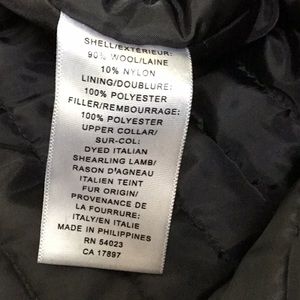 SHELL/EXTÉRIEUR:
90% WOOL/LAINE
10% NYLON
LINING/DOUBLURE:
100% POLYESTER
FILLER/REMBOURRAGE:
100% POLYESTER
UPPER COLLAR/
SUR-COL:
DYED ITALIAN
SHEARLING LAMB/
RASON D'AGNEAU
ITALIEN TEINT
FUR ORIGIN/
PROVENANCE DE
LA FOURRURE:
ITALY/EN ITALIE
MADE IN PHILIPPINES
RN 54023
CA 17897